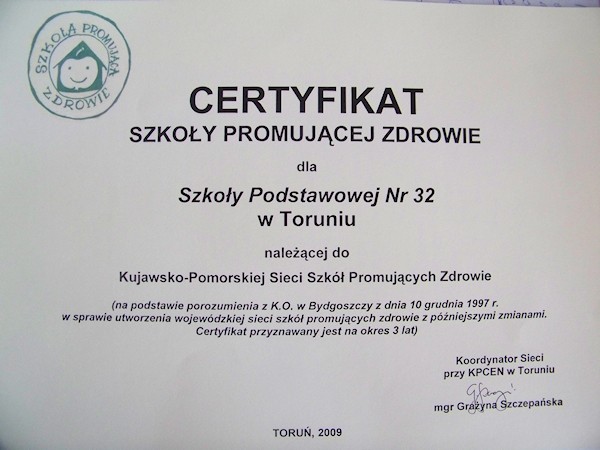 SZKOŁA PROMUJĄCA
ZDROWIE
CERTYFIKAT
SZKOŁY PROMUJĄCEJ ZDROWIE
dla
Szkoły Podstawowej Nr 32
w Toruniu
należącej do
Kujawsko-Pomorskiej Sieci Szkół Promujących Zdrowie
(na podstawie porozumienia z K.O. w Bydgoszczy z dnia 10 grudnia 1997 r.
w sprawie utworzenia wojewódzkiej sieci szkół promujących zdrowie z późniejszymi zmianami.
Certyfikat przyznawany jest na okres 3 lat)
Koordynator Sieci
przy KPCEN w Toruniu
mgr Grażyna Szczepańska
TORUŃ, 2009